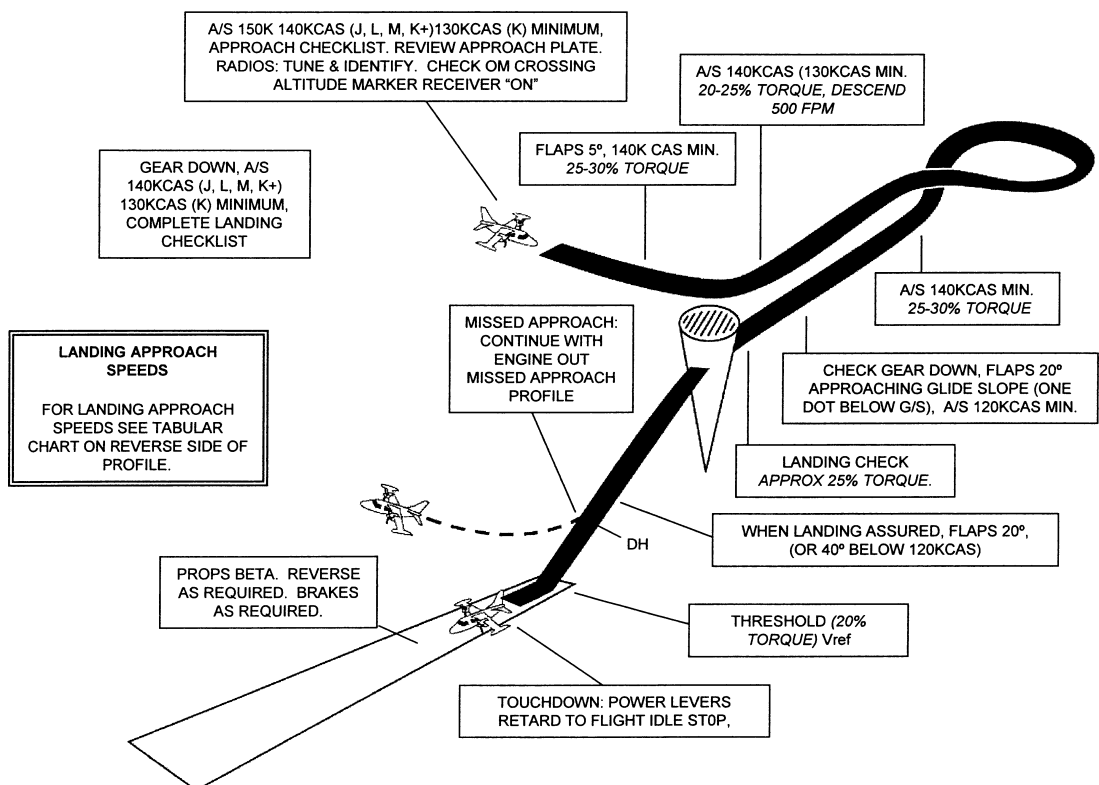 A/S 150K 140KCAS (J, L, M, K+)130KCAS (K) MINIMUM,
APPROACH CHECKLIST. REVIEW APPROACH PLATE.
RADIOS: TUNE & IDENTIFY. CHECK OM CROSSING
ALTITUDE MARKER RECEIVER “ON”
A/S 140KCAS (130KCAS MIN.
20-25% TORQUE, DESCEND
500 FPM
FLAPS 5º, 140K CAS MIN.
25-30% TORQUE
GEAR DOWN, A/S
140KCAS (J, L, M, K+)
130KCAS (K) MINIMUM,
COMPLETE LANDING
CHECKLIST
A/S 140KCAS MIN.
25-30% TORQUE
MISSED APPROACH:
CONTINUE WITH
ENGINE OUT
MISSED APPROACH
PROFILE
LANDING APPROACH
SPEEDS
FOR LANDING APPROACH
SPEEDS SEE TABULAR
CHART ON REVERSE SIDE OF
PROFILE.
CHECK GEAR DOWN, FLAPS 20º
APPROACHING GLIDE SLOPE (ONE
DOT BELOW G/S), A/S 120KCAS MIN.
LANDING CHECK
APPROX 25% TORQUE.
WHEN LANDING ASSURED, FLAPS 20º,
(OR 40º BELOW 120KCAS)
DH
PROPS BETA. REVERSE
AS REQUIRED. BRAKES
AS REQUIRED.
THRESHOLD (20%
TORQUE) Vref
TOUCHDOWN: POWER LEVERS
RETARD TO FLIGHT IDLE ST0P,